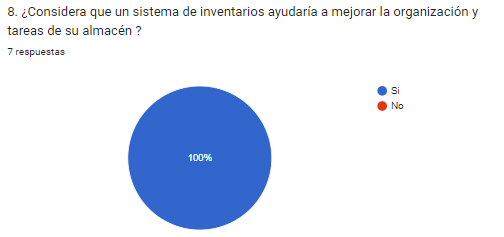 8. ¿Considera que un sistema de inventarios ayudaría a mejorar la organización y
tareas de su almacén ?
7 respuestas
Si
No
100%